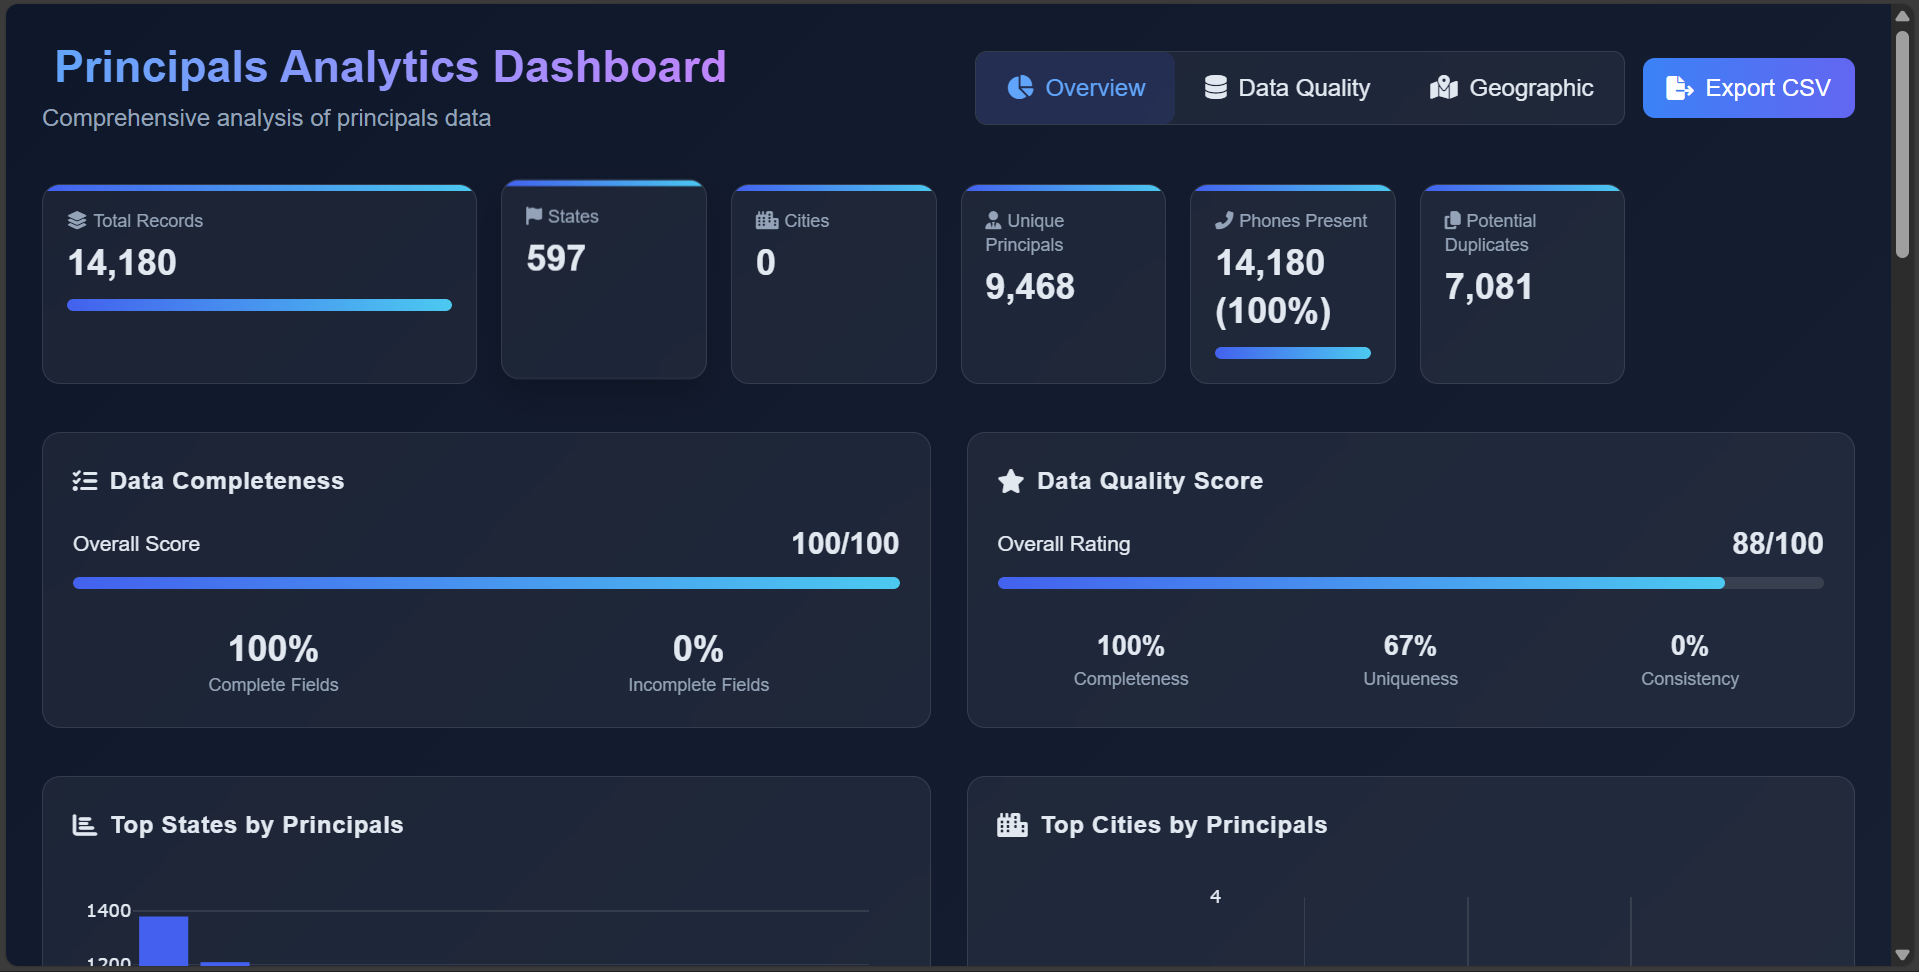 Principals Analytics Dashboard
Comprehensive analysis of principals data
Overview
Data Quality
Geographic
Export CSV
Total Records
14,180
States
597
Cities
0
Unique
Principals
9,468
Phones Present
14,180
(100%)
Potential
Duplicates
7,081
Data Completeness
Overall Score
100/100
100%
Complete Fields
0%
Incomplete Fields
Data Quality Score
Overall Rating
88/100
100%
Completeness
67%
Uniqueness
0%
Consistency
Top States by Principals
1400
1200
Top Cities by Principals
4